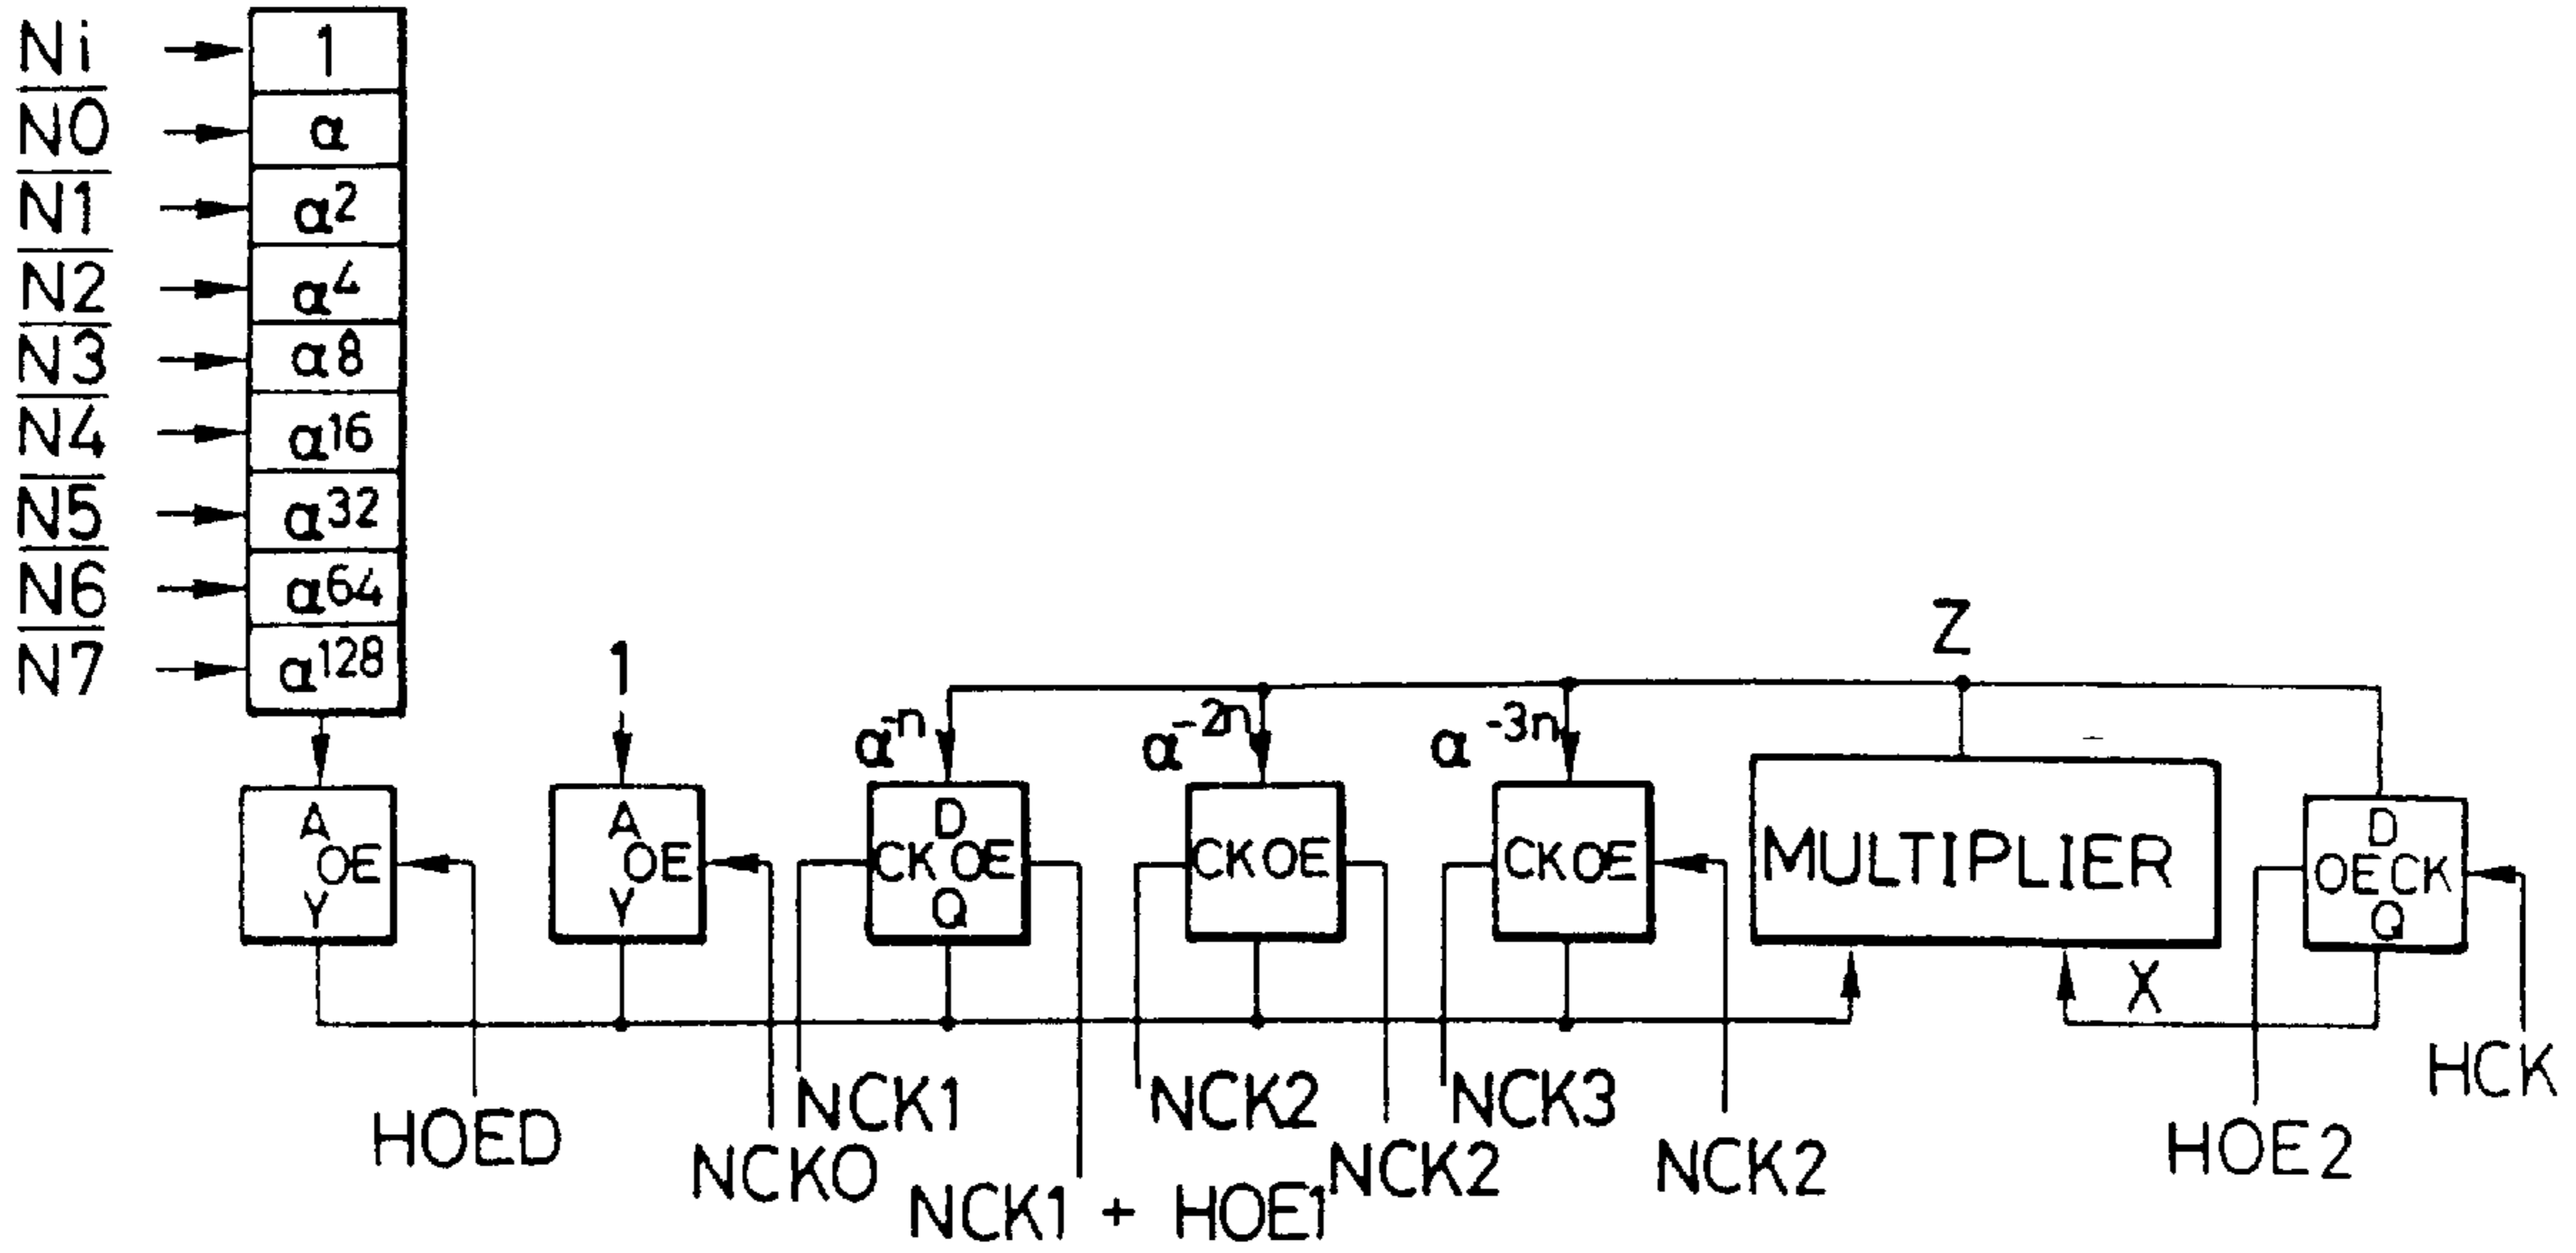 Ni 1
N0 α
N1 α2
N2 α4
N3 α8
N4 α16
N5 α32
N6 α64
N7 α128
1
Z
α-n
α-2n
α-3n
A OE Y
A OE Y
D CK OE Q
CK OE
CK OE
MULTIPLIER
D OE CK Q
X
HOED
NCK0
NCK1
NCK1 + HOE1
NCK2
NCK2
NCK3
NCK2
HOE2
HCK